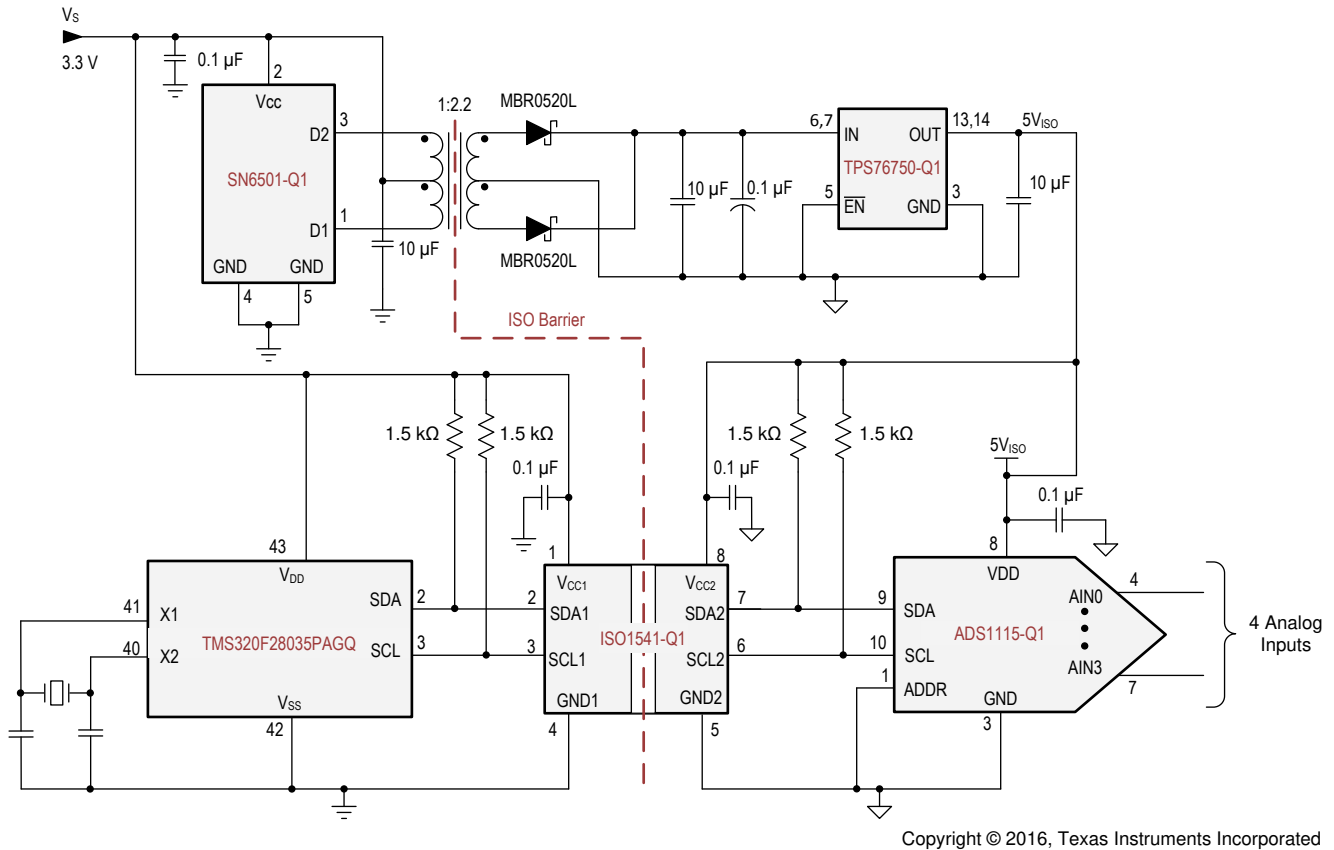 VS
3.3 V
0.1 µF
2
Vcc
D2
3
SN6501-Q1
D1
1
GND
GND
4
5
1:2.2
10 µF
MBR0520L
MBR0520L
10 µF
0.1 µF
6,7
IN
OUT
13,14
5VISO
TPS76750-Q1
5
EN
GND
3
10 µF
ISO Barrier
1.5 kΩ
1.5 kΩ
0.1 µF
1.5 kΩ
1.5 kΩ
0.1 µF
5VISO
0.1 µF
43
VDD
41
X1
SDA
2
TMS320F28035PAGQ
40
X2
SCL
3
VSS
42
1
VCC1
2
SDA1
3
SCL1
GND1
4
ISO1541-Q1
8
VCC2
SDA2
7
SCL2
6
GND2
5
8
VDD
9
SDA
AIN0
4
ADS1115-Q1
10
SCL
AIN3
7
1
ADDR
GND
3
4 Analog
Inputs
Copyright © 2016, Texas Instruments Incorporated